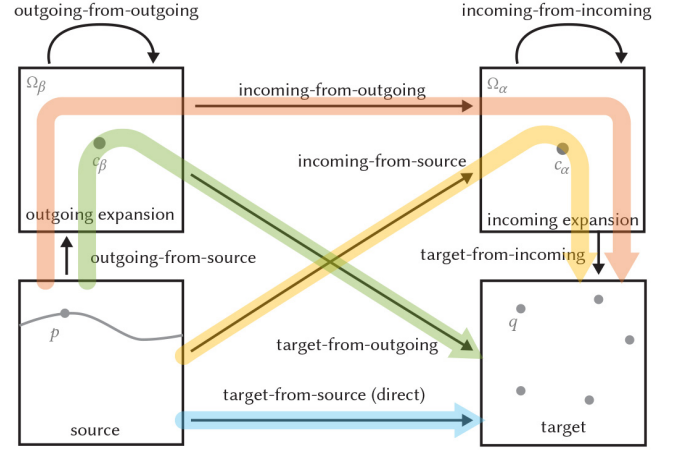 outgoing-from-outgoing
incoming-from-incoming
Ωβ
incoming-from-outgoing
Ωα
cβ
incoming-from-source
cα
outgoing expansion
incoming expansion
outgoing-from-source
target-from-incoming
p
q
target-from-outgoing
target-from-source (direct)
source
target